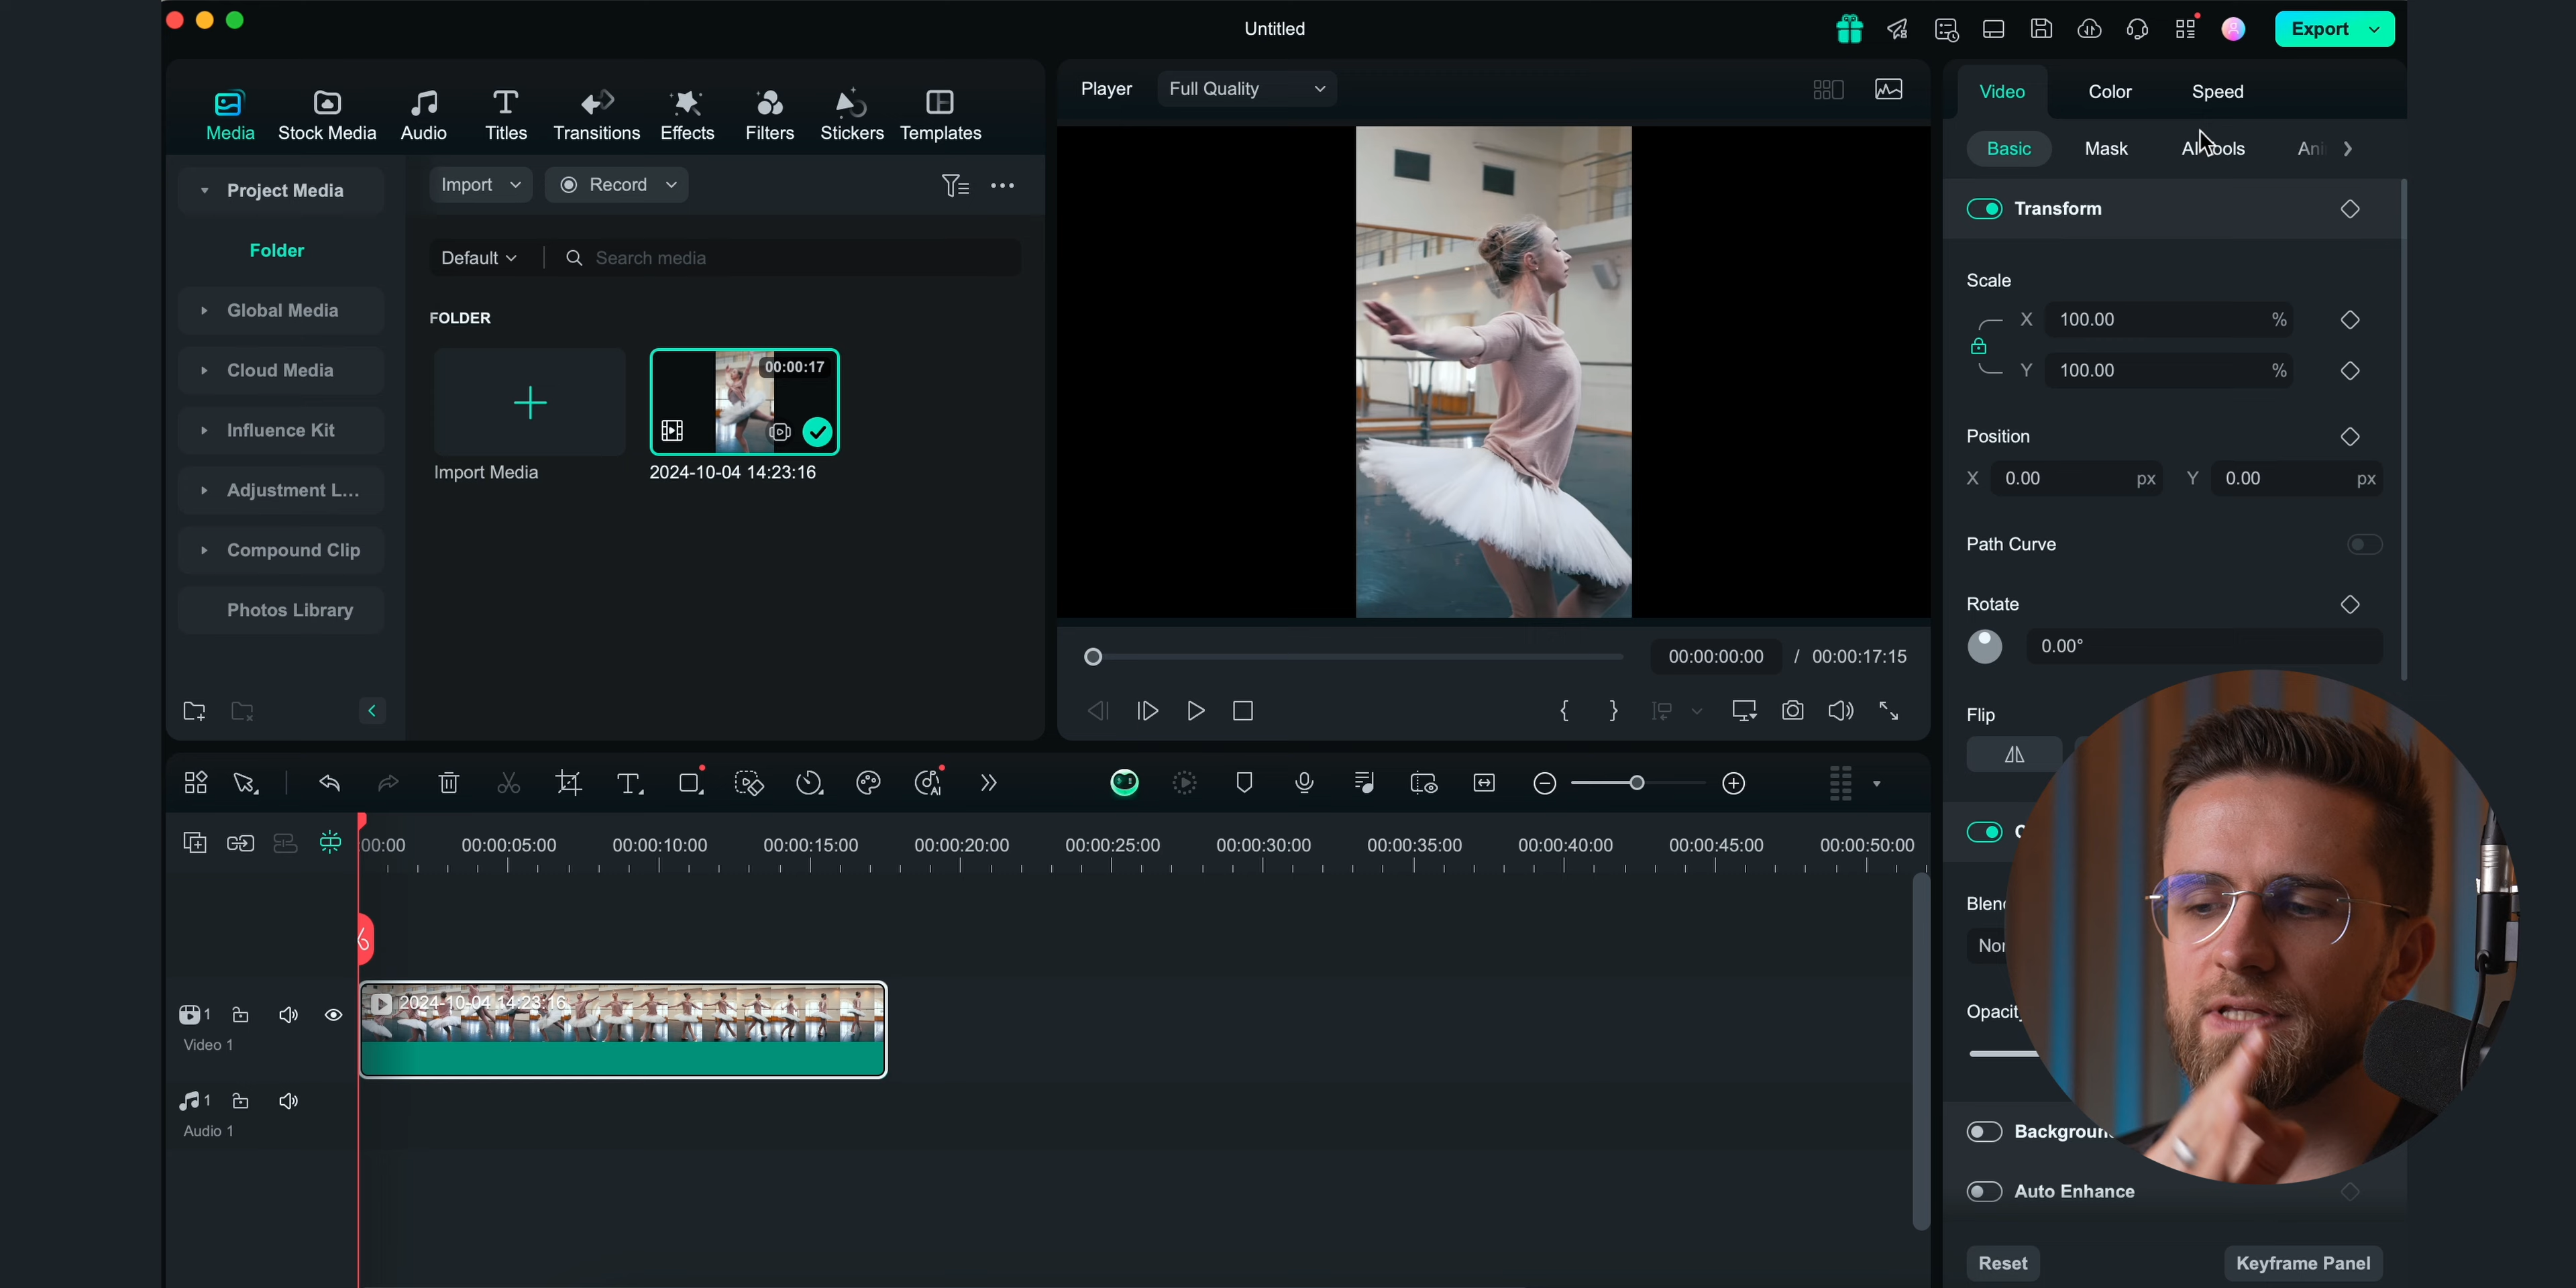 Untitled
Export
Media
Stock Media
Audio
Titles
Transitions
Effects
Filters
Stickers
Templates
Project Media
Folder
Global Media
Cloud Media
Influence Kit
Adjustment L...
Compound Clip
Photos Library
Import
Record
Default
Search media
FOLDER
Import Media
00:00:17
2024-10-04 14:23:16
Player
Full Quality
00:00:00:00 / 00:00:17:15
Video
Color
Speed
Basic
Mask
Transform
Scale
X 100.00 %
Y 100.00 %
Position
X 0.00 px Y 0.00 px
Path Curve
Rotate
0.00°
Flip
Auto Enhance
Reset
Keyframe Panel
:00:00
00:00:05:00
00:00:10:00
00:00:15:00
00:00:20:00
00:00:25:00
00:00:30:00
00:00:35:00
00:00:40:00
00:00:45:00
00:00:50:00
2024-10-04 14:23:16
1
Video 1
1
Audio 1